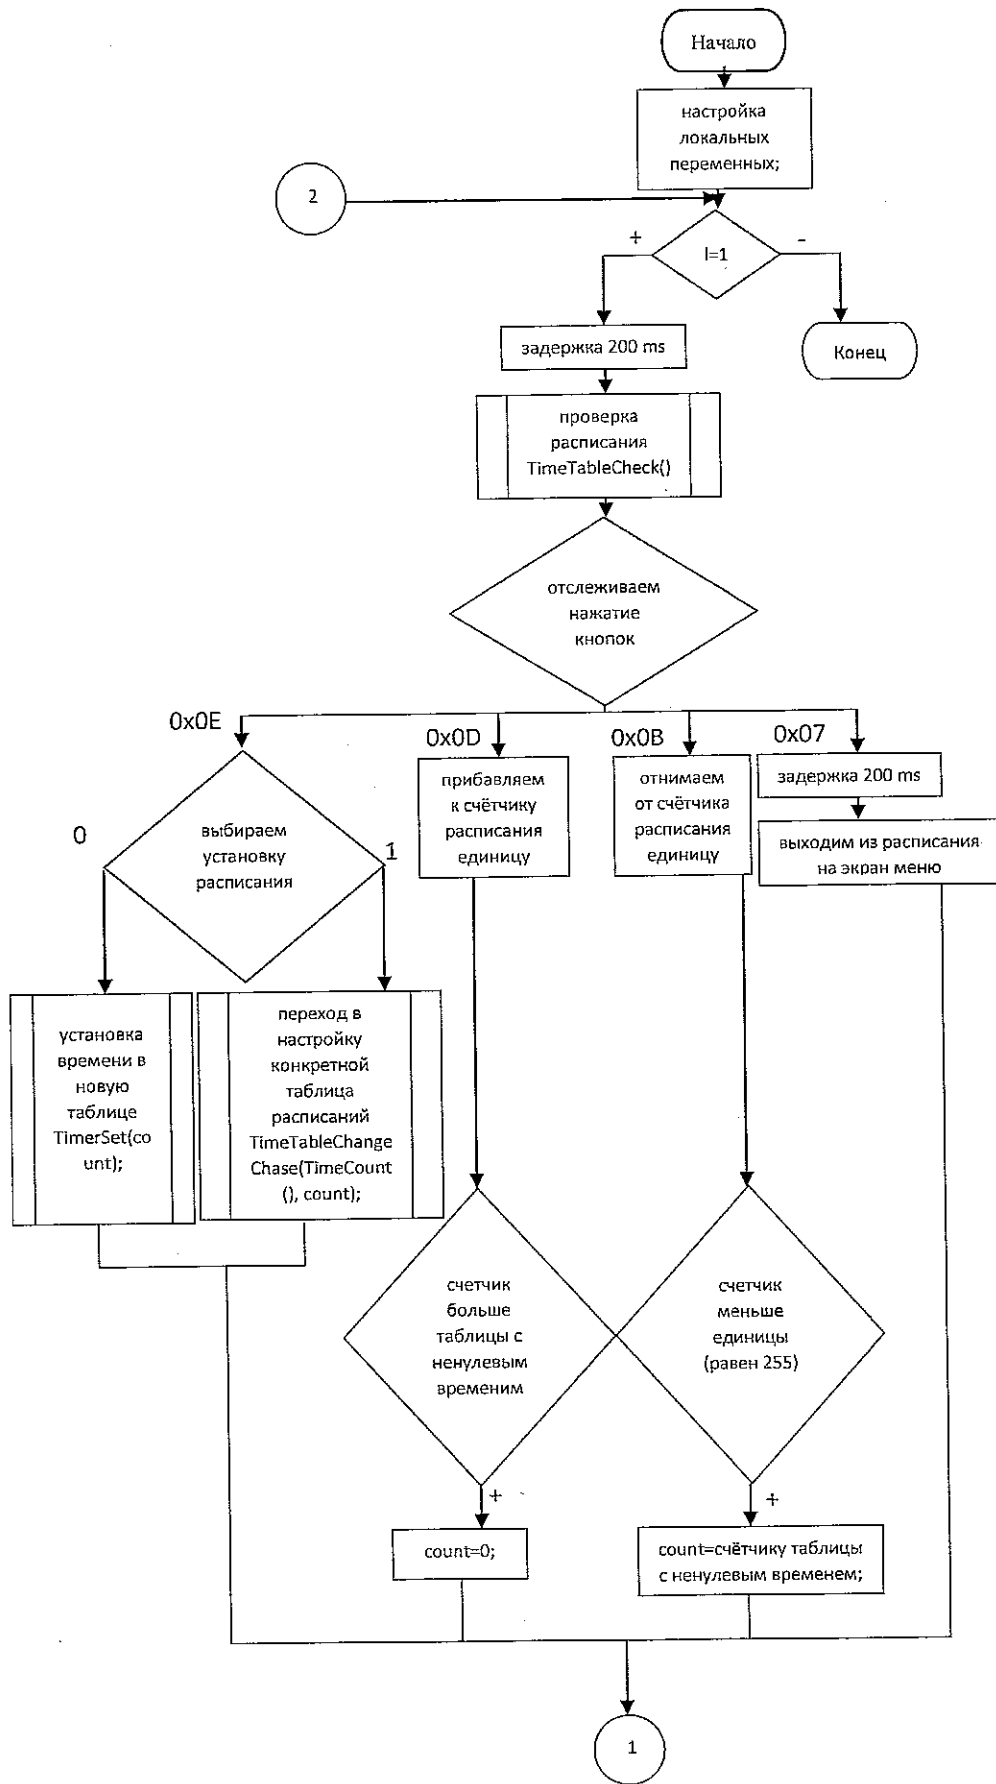 Начало
настройка
локальных
переменных;
2
+
I=1
-
задержка 200 ms
Конец
проверка
расписания
TimeTableCheck()
отслеживаем
нажатие
кнопок
0x0E
0x0D
0x0B
0x07
0
выбираем
установку
расписания
1
прибавляем
к счётчику
расписания
единицу
отнимаем
от счётчика
расписания
единицу
задержка 200 ms
выходим из расписания
на экран меню
установка
времени в
новую
таблице
TimerSet(co
unt);
переход в
настройку
конкретной
таблица
расписаний
TimeTableChange
Chase(TimeCount
(), count);
счетчик
больше
таблицы с
ненулевым
временим
счетчик
меньше
единицы
(равен 255)
+
+
count=0;
count=счётчику таблицы
с ненулевым временем;
1